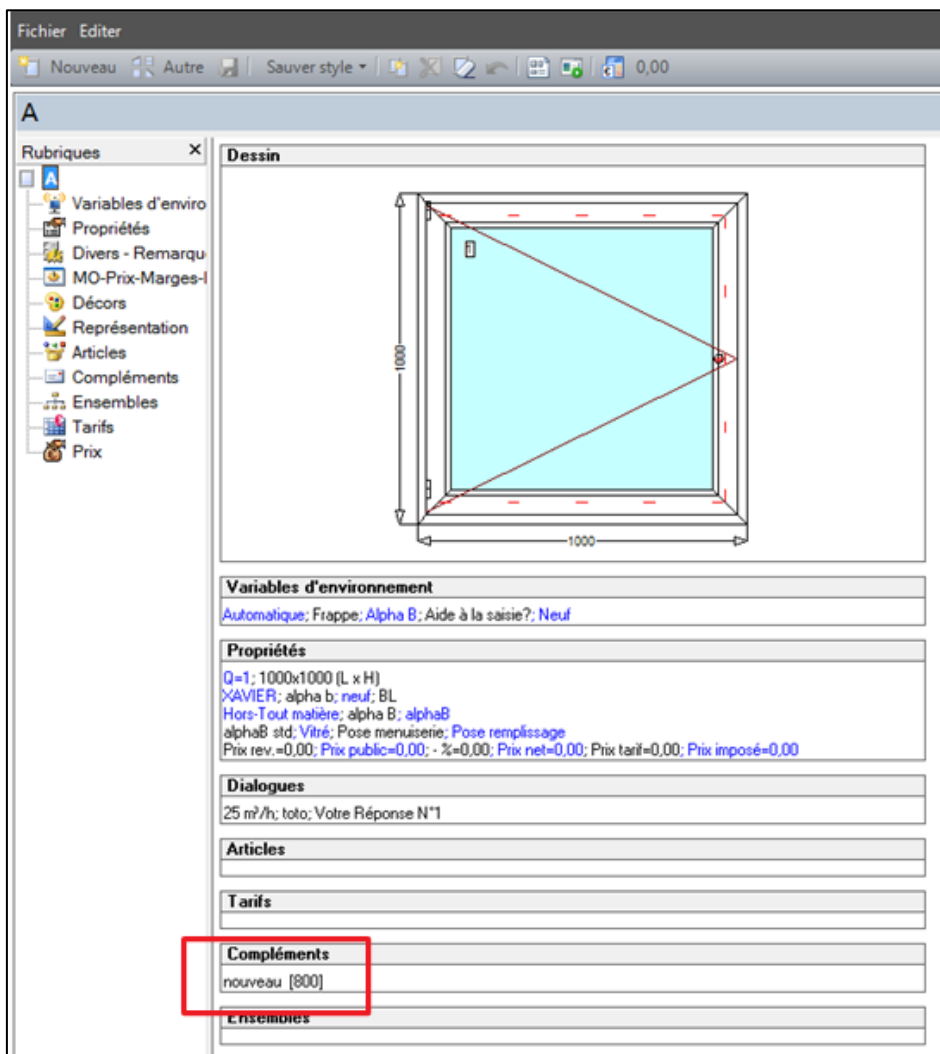 Fichier Editer
Nouveau Autre Sauver style 0,00
A
Rubriques
A
Variables d'enviro
Propriétés
Divers - Remarqu
MO-Prix-Marges-
Décors
Représentation
Articles
Compléments
Ensembles
Tarifs
Prix
Dessin
1
1000
1000
Variables d'environnement
Automatique; Frappe; Alpha B; Aide à la saisie?; Neuf
Propriétés
Q=1; 1000x1000 (L x H)
XAVIER; alpha b; neuf; BL
Hors-Tout matière; alpha B; alphaB
alphaB std; Vitré; Pose menuiserie; Pose remplissage
Prix rev.=0,00; Prix public=0,00; - %=0,00; Prix net=0,00; Prix tarif=0,00; Prix imposé=0,00
Dialogues
25 m³/h; toto; Votre Réponse N°1
Articles
Tarifs
Compléments
nouveau [800]
Ensembles